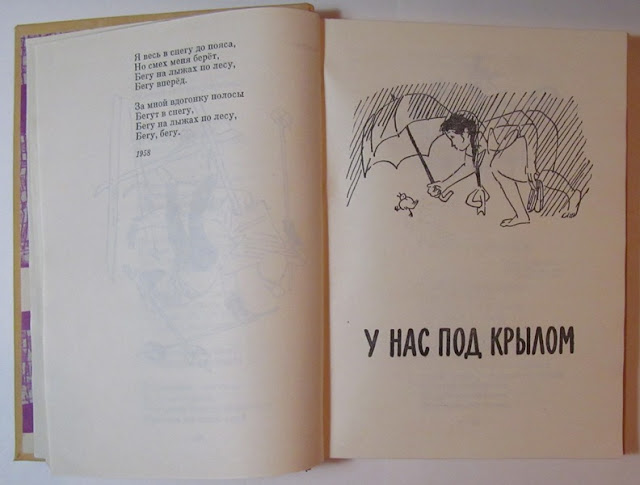 Я весь в снегу до пояса,
Но смех меня берёт,
Бегу на лыжах по лесу,
Бегу вперёд.
За мной вдогонку полосы
Бегут в снегу,
Бегу на лыжах по лесу,
Бегу, бегу.
1958
У НАС ПОД КРЫЛОМ